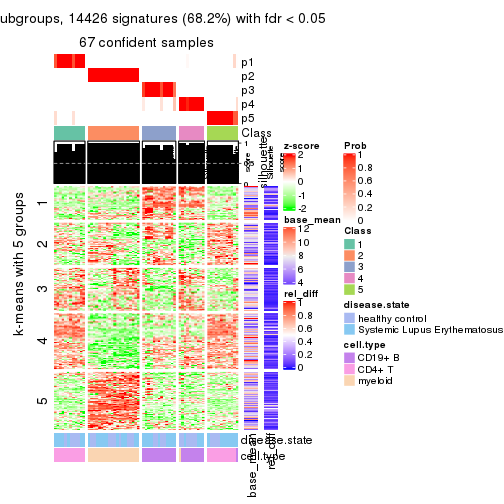 ubgroups, 14426 signatures (68.2%) with fdr < 0.05
67 confident samples
p1
p2
p3
p4
p5
Class
1
0.5
0
silhouette
score
k-means with 5 groups
1
2
3
4
5
disease.state
cell.type
base_mean
rel_diff
z-score
2
1
0
-1
-2
base_mean
12
10
8
6
4
rel_diff
1
0.8
0.6
0.4
0.2
0
Prob
1
0.8
0.6
0.4
0.2
0
Class
1
2
3
4
5
disease.state
healthy control
Systemic Lupus Erythematosus
cell.type
CD19+ B
CD4+ T
myeloid